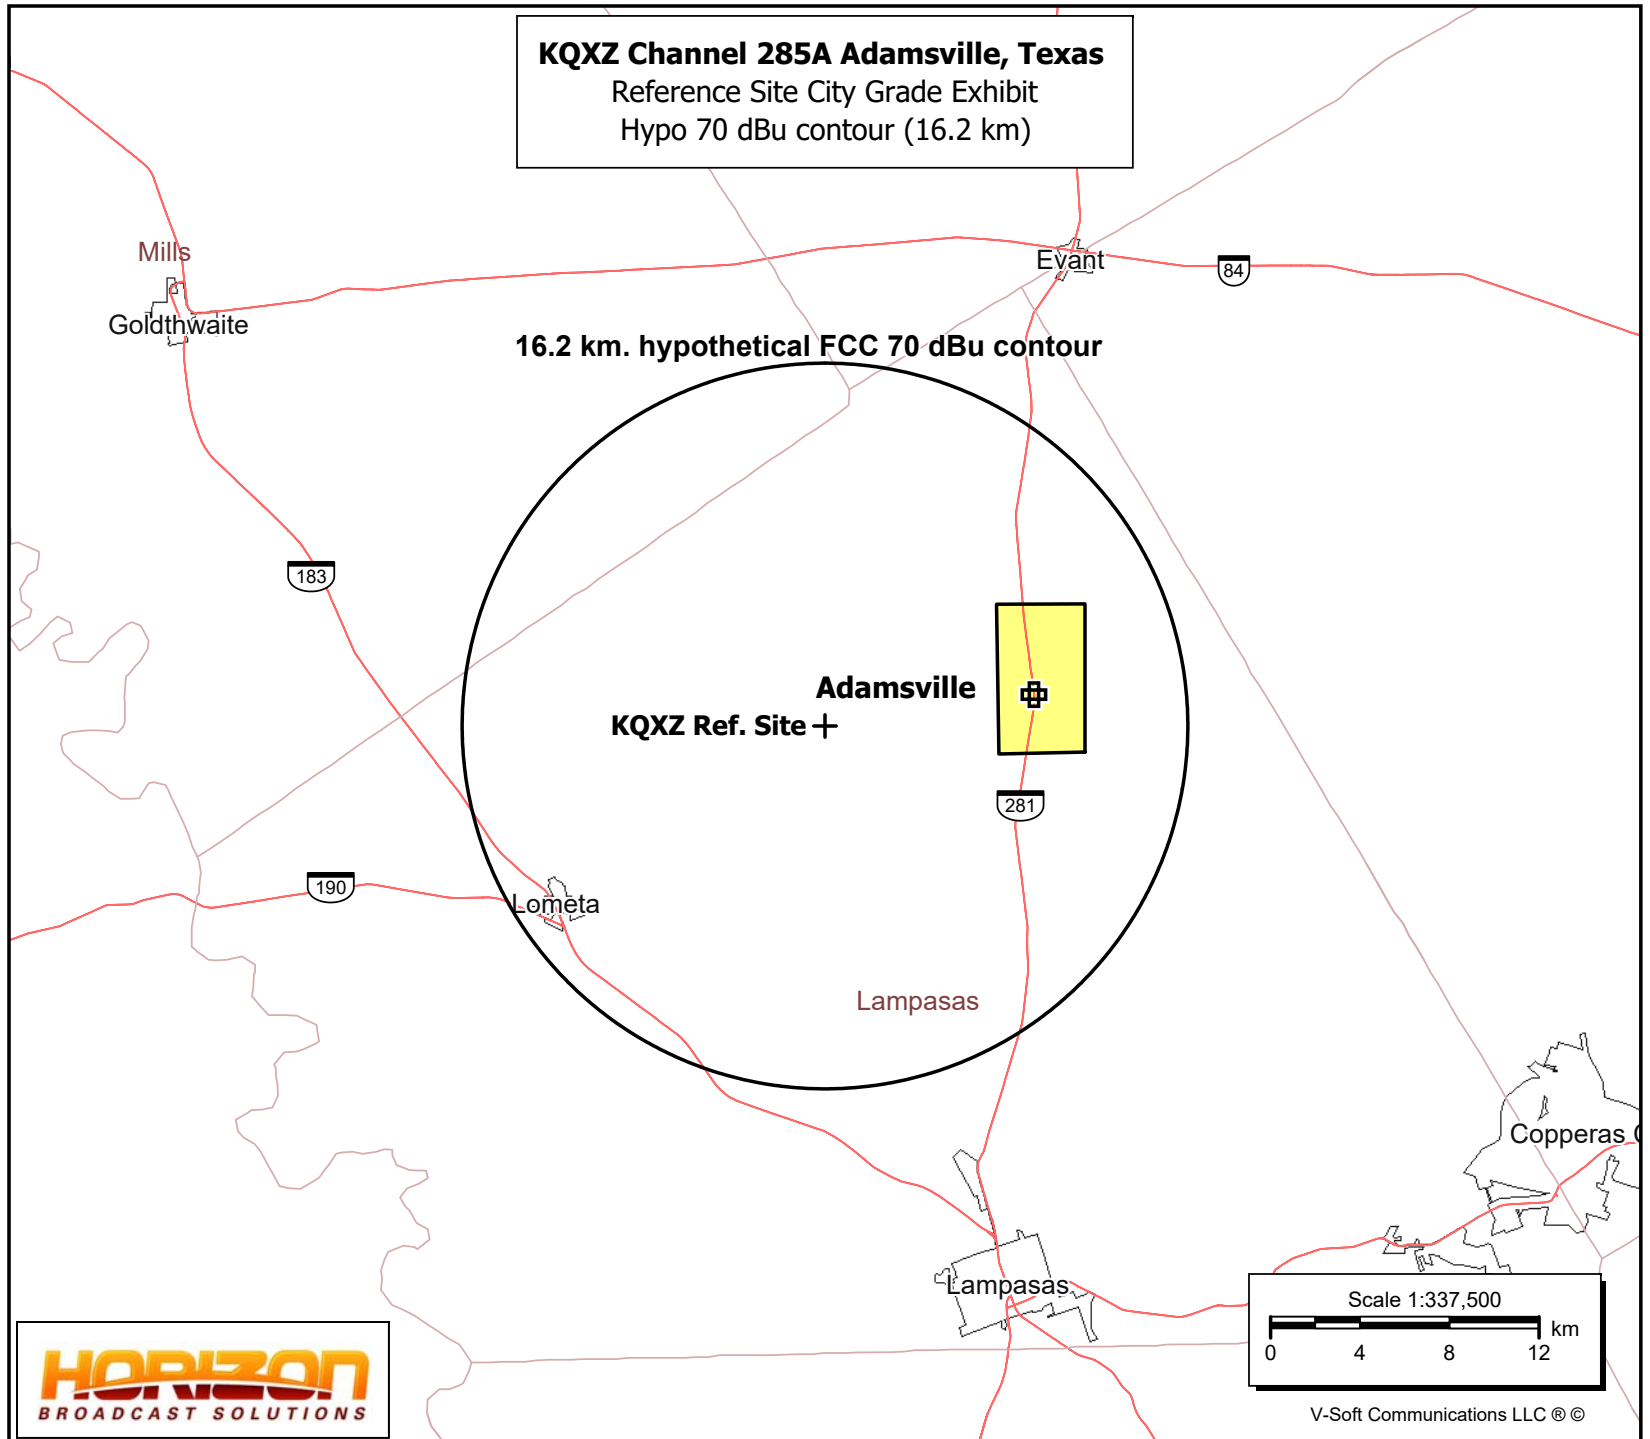 KQXZ Channel 285A Adamsville, Texas
Reference Site City Grade Exhibit
Hypo 70 dBu contour (16.2 km)
Mills
Evant
84
Goldthwaite
16.2 km. hypothetical FCC 70 dBu contour
183
Adamsville
KQXZ Ref. Site
281
190
Lometa
Lampasas
Copperas C
Lampasas
Scale 1:337,500
km
0 4 8 12
HORIZON
BROADCAST SOLUTIONS
V-Soft Communications LLC ® ©